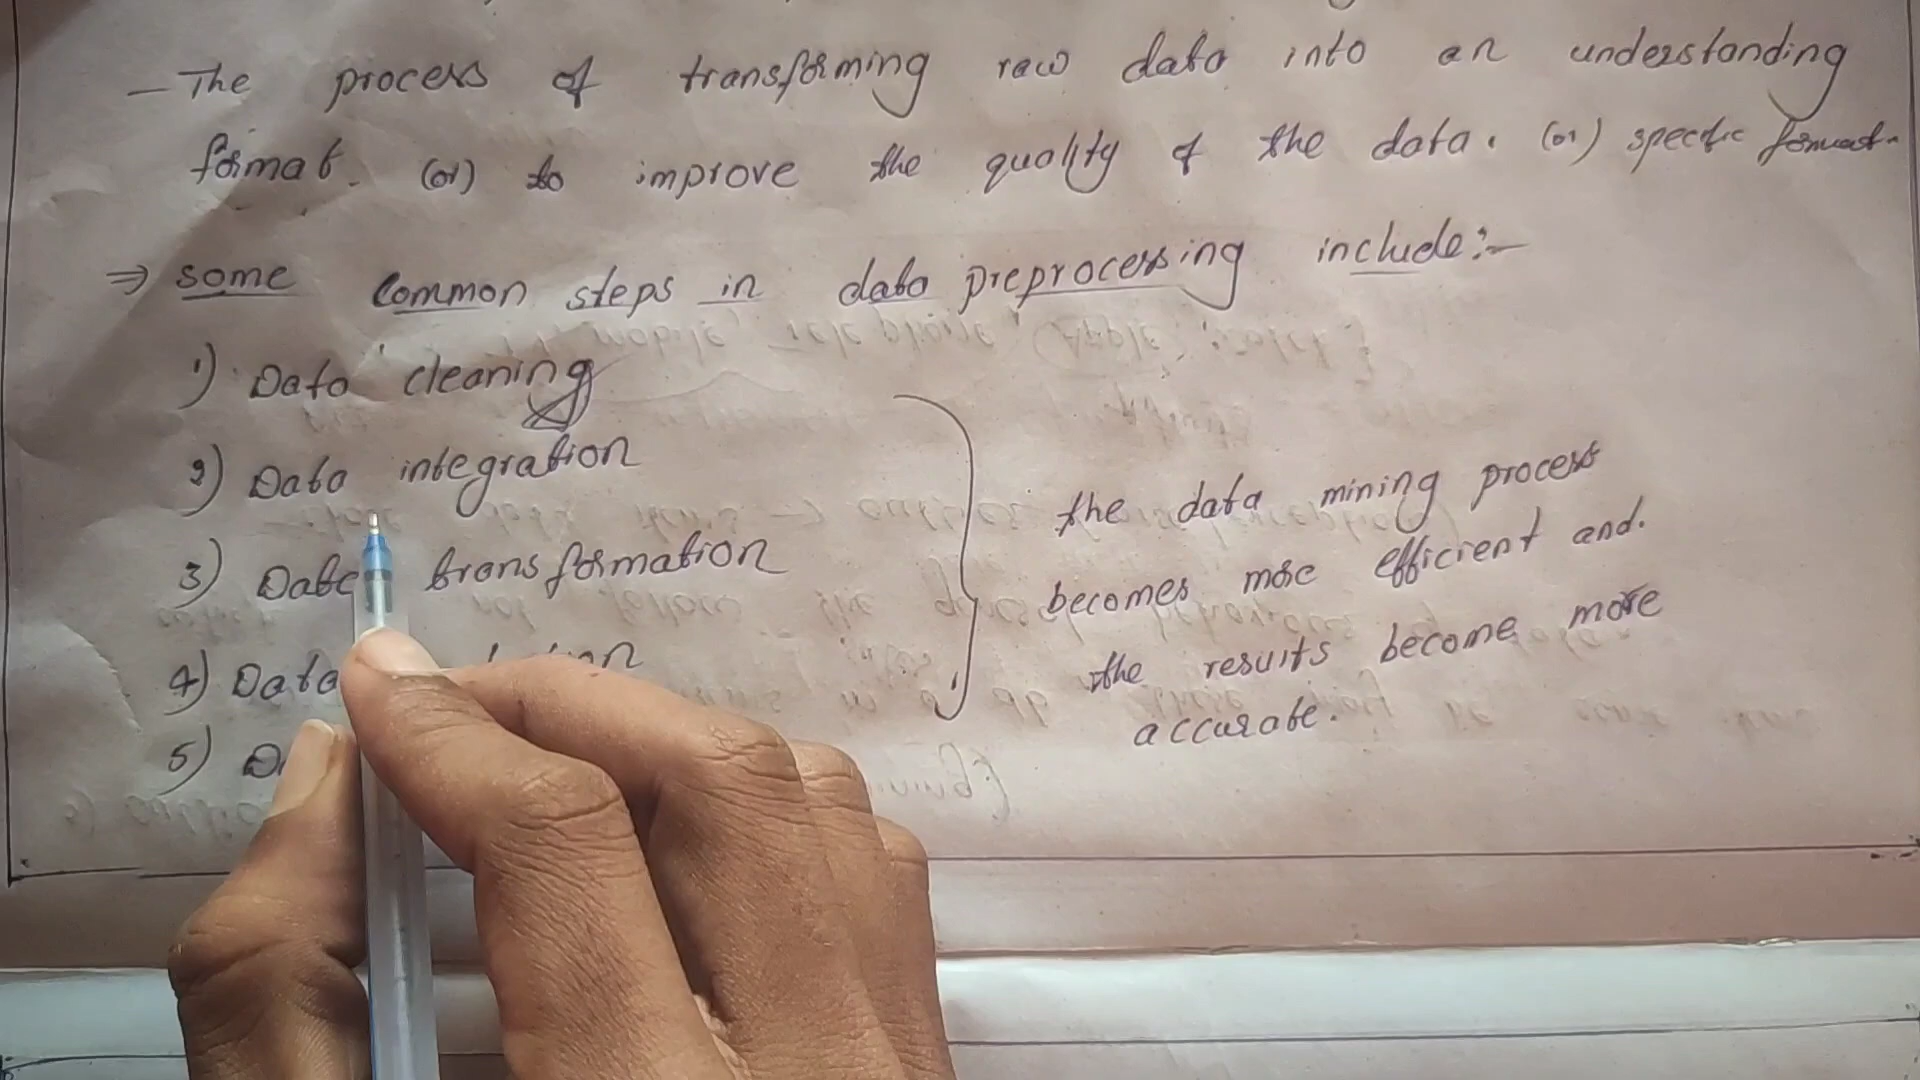 - The process of transforming raw data into an understanding
format. (or) to improve the quality of the data. (or) specific format.
⇒ some common steps in data preprocessing include:-
1) Data cleaning
2) Data integration
3) Data transformation
4) Data
5)
the data mining process
becomes more efficient and.
the results become more
accurate.